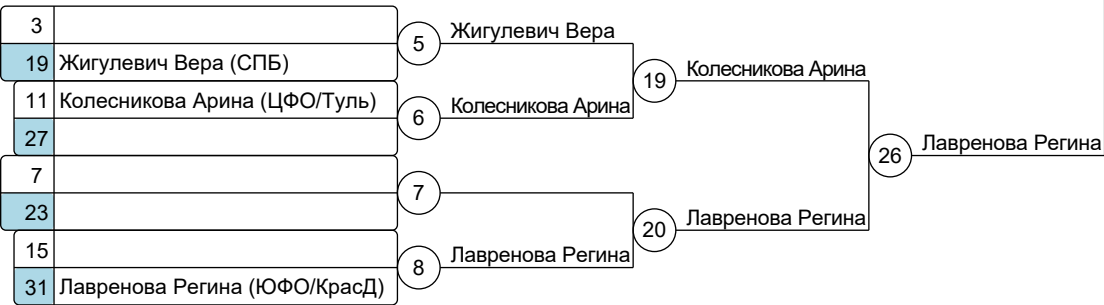 3
19 Жигулевич Вера (СПБ)
11 Колесникова Арина (ЦФО/Туль)
27
7
23
15
31 Лавренова Регина (ЮФО/КрасД)
5
Жигулевич Вера
6
Колесникова Арина
7
8
Лавренова Регина
19
Колесникова Арина
20
Лавренова Регина
26
Лавренова Регина